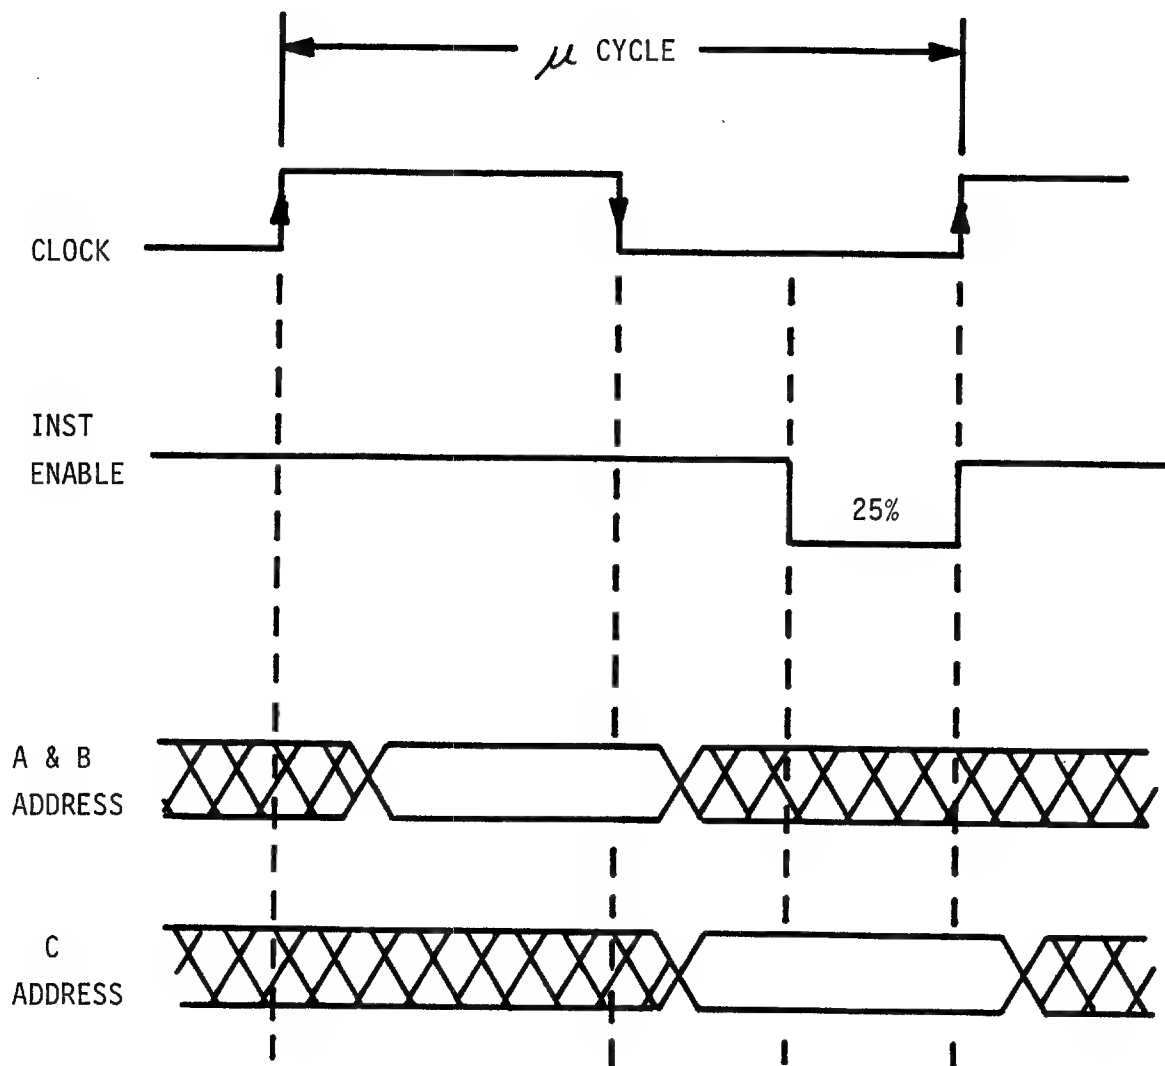 μ CYCLE
CLOCK
INST
ENABLE
25%
A & B
ADDRESS
C
ADDRESS